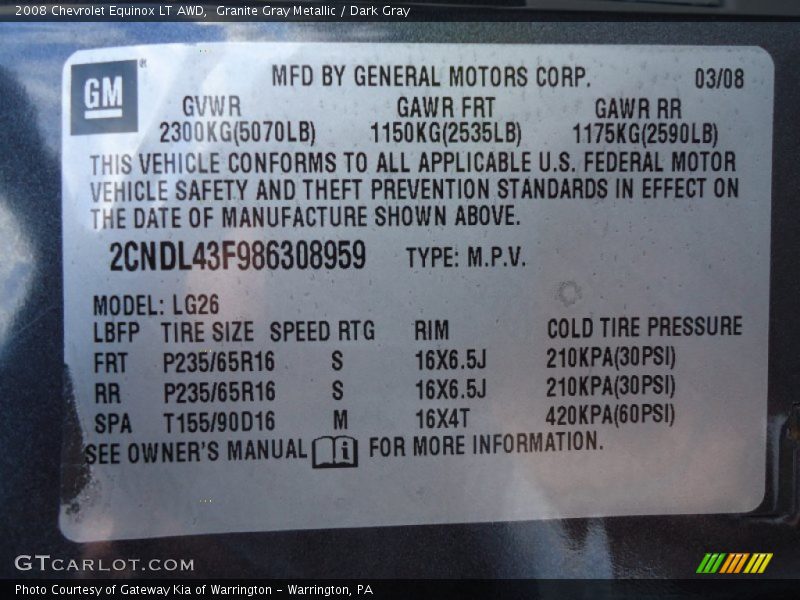 2008 Chevrolet Equinox LT AWD, Granite Gray Metallic / Dark Gray
GM®
MFD BY GENERAL MOTORS CORP. 03/08
GVWR GAWR FRT GAWR RR
2300KG(5070LB) 1150KG(2535LB) 1175KG(2590LB)
THIS VEHICLE CONFORMS TO ALL APPLICABLE U.S. FEDERAL MOTOR
VEHICLE SAFETY AND THEFT PREVENTION STANDARDS IN EFFECT ON
THE DATE OF MANUFACTURE SHOWN ABOVE.
2CNDL43F986308959 TYPE: M.P.V.
MODEL: LG26
LBFP TIRE SIZE SPEED RTG RIM COLD TIRE PRESSURE
FRT P235/65R16 S 16X6.5J 210KPA(30PSI)
RR P235/65R16 S 16X6.5J 210KPA(30PSI)
SPA T155/90D16 M 16X4T 420KPA(60PSI)
SEE OWNER'S MANUAL i FOR MORE INFORMATION.
GTCARLOT.COM
Photo Courtesy of Gateway Kia of Warrington - Warrington, PA